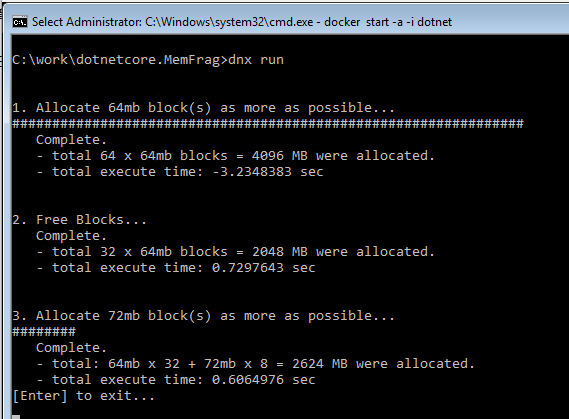 Select Administrator: C:\Windows\system32\cmd.exe - docker start -a -i dotnet
C:\work\dotnetcore.MemFrag>dnx run
1. Allocate 64mb block(s) as more as possible...
################################################################
Complete.
- total 64 x 64mb blocks = 4096 MB were allocated.
- total execute time: -3.2348383 sec
2. Free Blocks...
Complete.
- total 32 x 64mb blocks = 2048 MB were allocated.
- total execute time: 0.7297643 sec
3. Allocate 72mb block(s) as more as possible...
########
Complete.
- total: 64mb x 32 + 72mb x 8 = 2624 MB were allocated.
- total execute time: 0.6064976 sec
[Enter] to exit...